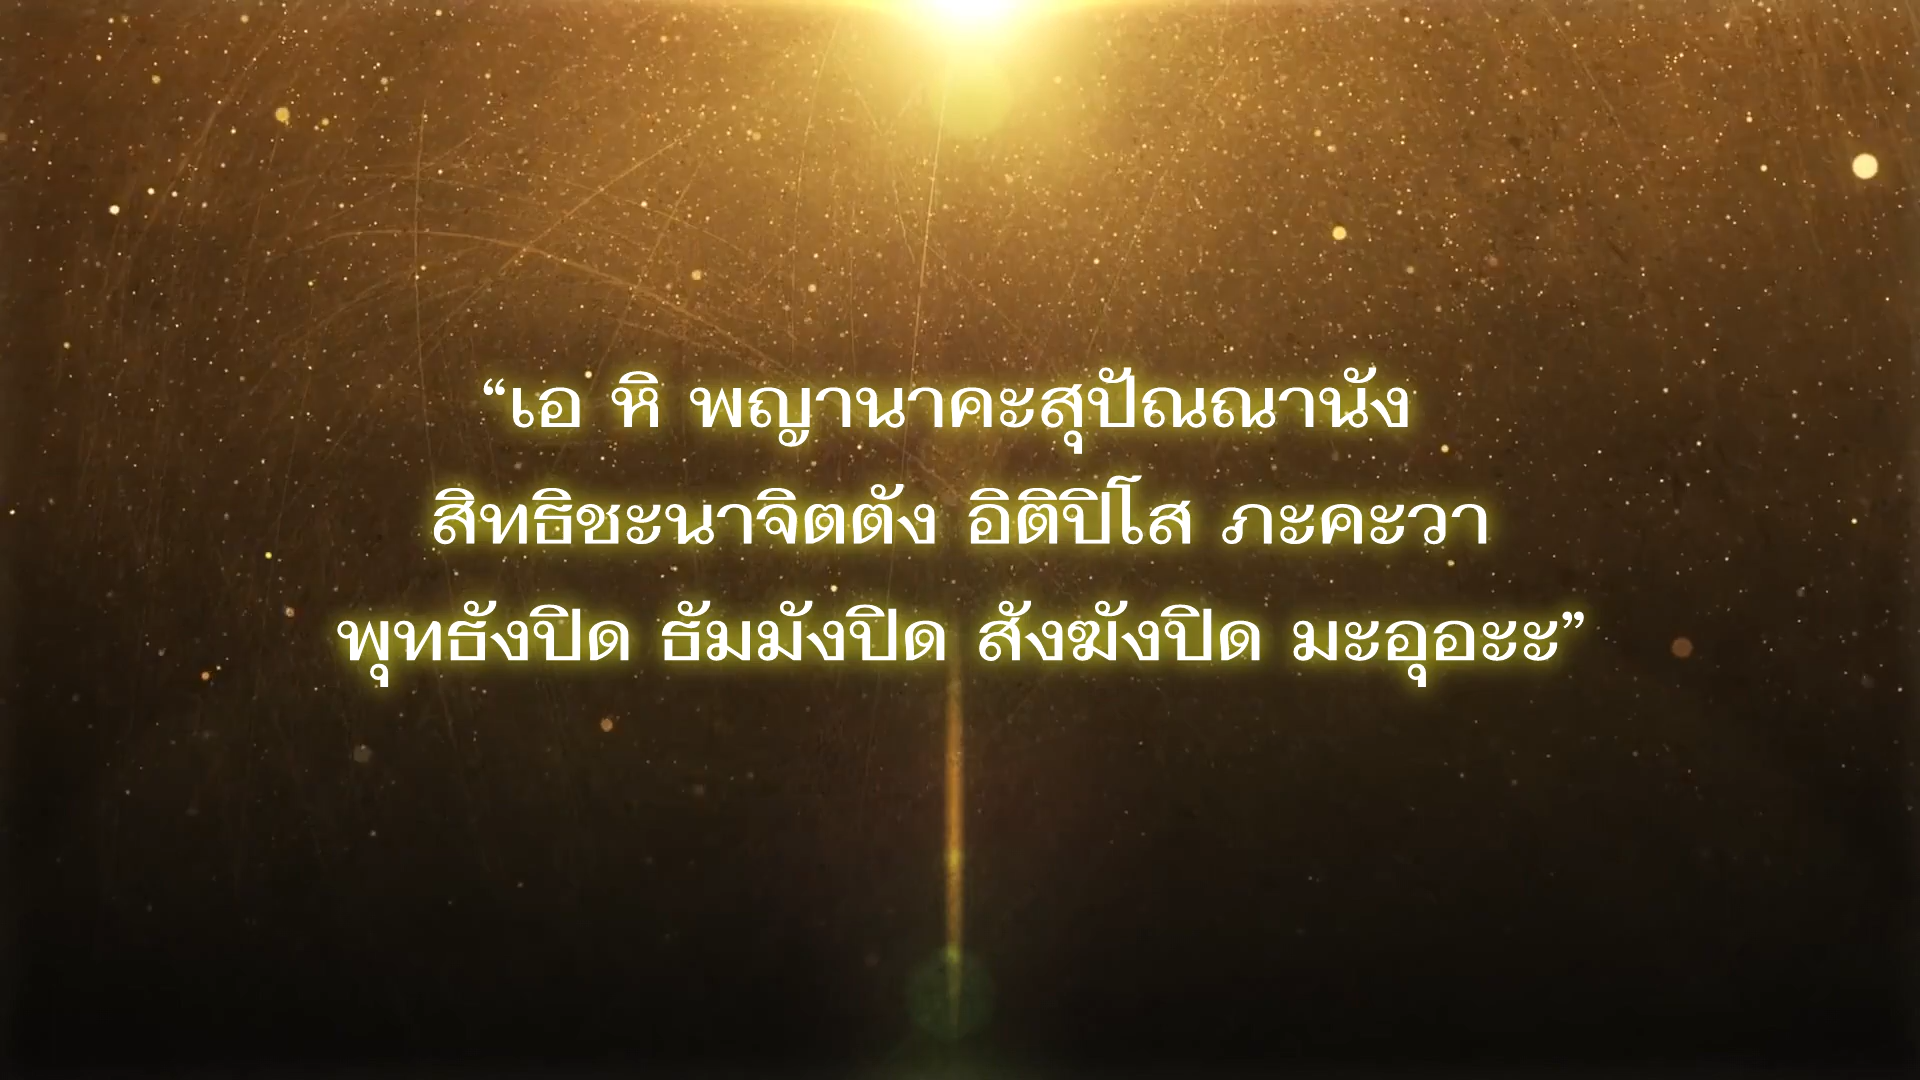 “เอ หิ พญานาคะสุปัณณานัง
สิทธิชะนาจิตตัง อิติปิโส ภะคะวา
พุทธังปิด ธัมมังปิด สังฆังปิด มะอุอะะ”